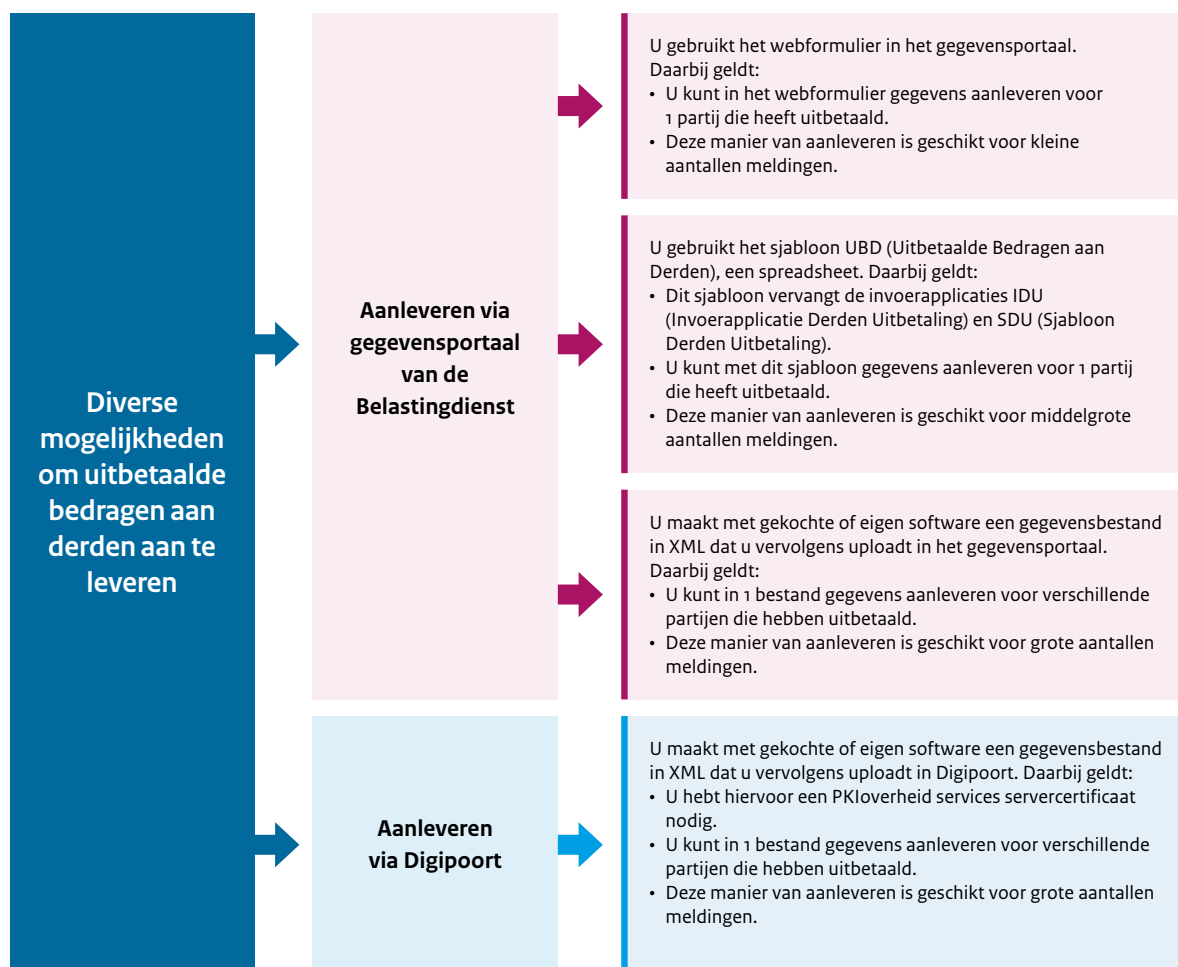 Diverse
mogelijkheden
om uitbetaalde
bedragen aan
derden aan te
leveren
Aanleveren via
gegevensportaal
van de
Belastingdienst
U gebruikt het webformulier in het gegevensportaal.
Daarbij geldt:
• U kunt in het webformulier gegevens aanleveren voor
1 partij die heeft uitbetaald.
• Deze manier van aanleveren is geschikt voor kleine
aantallen meldingen.
U gebruikt het sjabloon UBD (Uitbetaalde Bedragen aan
Derden), een spreadsheet. Daarbij geldt:
• Dit sjabloon vervangt de invoerapplicaties IDU
(Invoerapplicatie Derden Uitbetaling) en SDU (Sjabloon
Derden Uitbetaling).
• U kunt met dit sjabloon gegevens aanleveren voor 1 partij
die heeft uitbetaald.
• Deze manier van aanleveren is geschikt voor middelgrote
aantallen meldingen.
U maakt met gekochte of eigen software een gegevensbestand
in XML dat u vervolgens uploadt in het gegevensportaal.
Daarbij geldt:
• U kunt in 1 bestand gegevens aanleveren voor verschillende
partijen die hebben uitbetaald.
• Deze manier van aanleveren is geschikt voor grote aantallen
meldingen.
Aanleveren
via Digipoort
U maakt met gekochte of eigen software een gegevensbestand
in XML dat u vervolgens uploadt in Digipoort. Daarbij geldt:
• U hebt hiervoor een PKIoverheid services servercertificaat
nodig.
• U kunt in 1 bestand gegevens aanleveren voor verschillende
partijen die hebben uitbetaald.
• Deze manier van aanleveren is geschikt voor grote aantallen
meldingen.